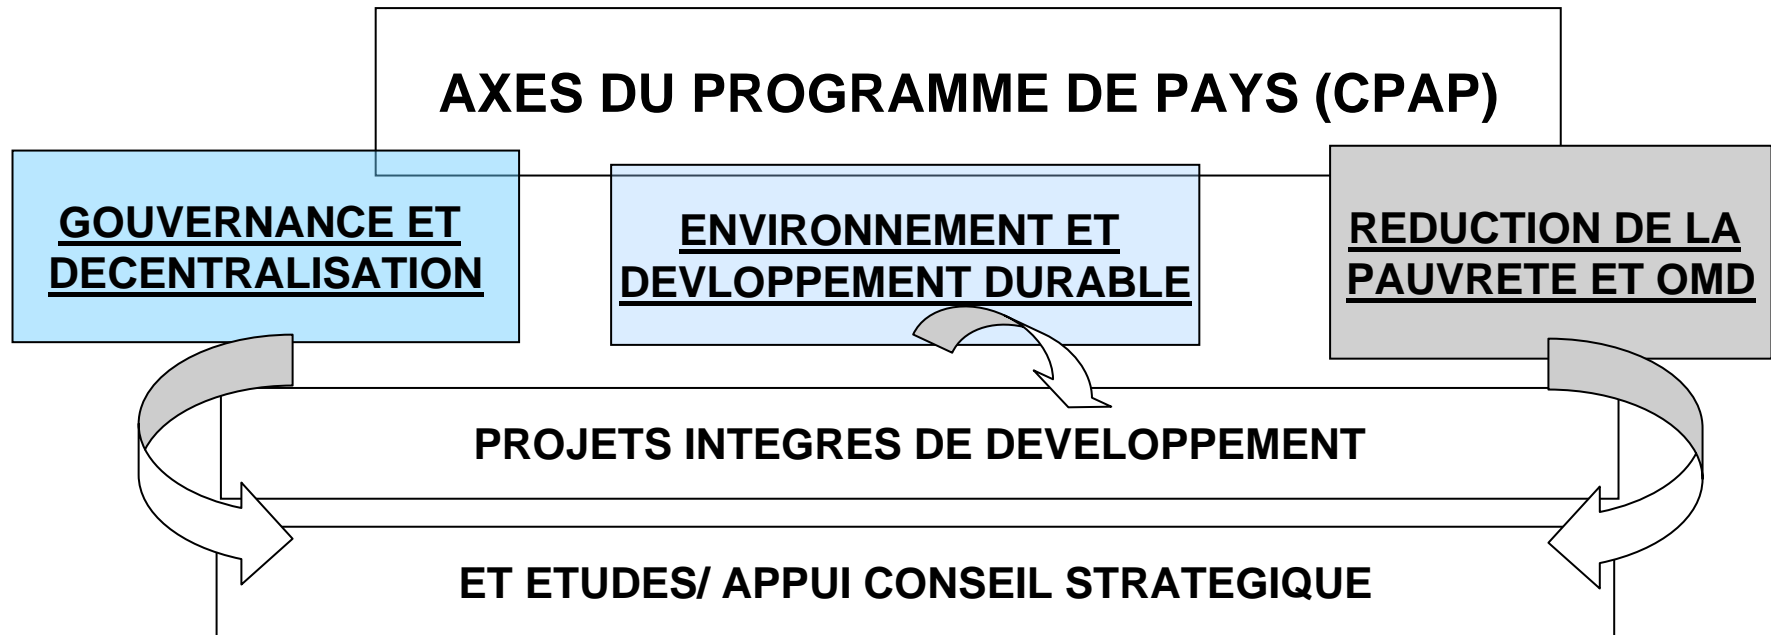 AXES DU PROGRAMME DE PAYS (CPAP)
GOUVERNANCE ET
DECENTRALISATION
ENVIRONNEMENT ET
DEVLOPPEMENT DURABLE
REDUCTION DE LA
PAUVRETE ET OMD
PROJETS INTEGRES DE DEVELOPPEMENT
ET ETUDES/ APPUI CONSEIL STRATEGIQUE